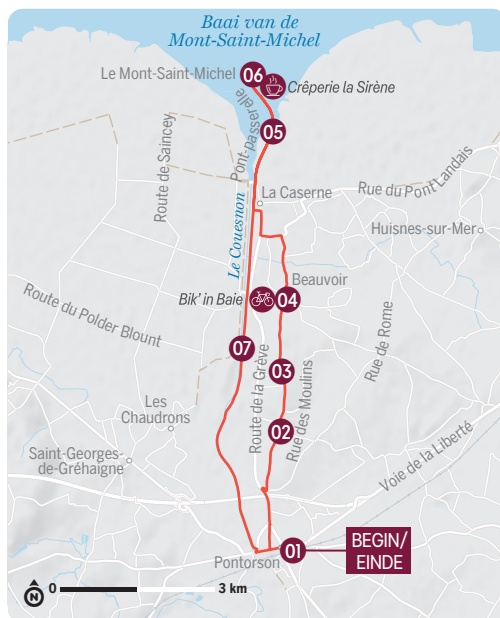 Baai van de
Mont-Saint-Michel
Le Mont-Saint-Michel
06
Crêperie la Sirène
05
Pont-passerelle
Route de Saincey
La Caserne
Rue du Pont Landais
Le Couesnon
Huisnes-sur-Mer
Beauvoir
Bik' in Baie
04
Route du Polder Blount
Rue de Rome
07
03
Route de la Grève
Rue des Moulins
Les
Chaudrons
02
Saint-Georges-
de-Gréhaigne
Voie de la Liberté
01
BEGIN/
EINDE
Pontorson
N
0
3 km